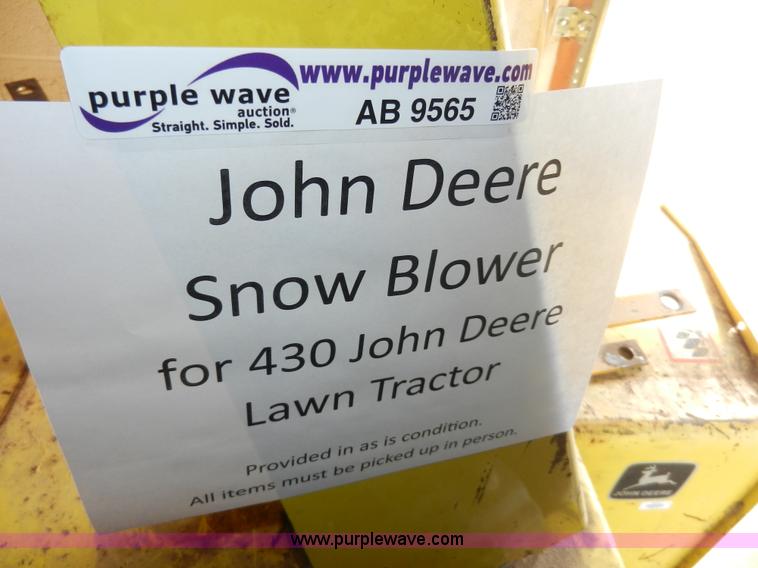 www.purplewave.com
purple wave
auction®
Straight. Simple. Sold.
AB 9565
John Deere
Snow Blower
for 430 John Deere
Lawn Tractor
Provided in as is condition.
All items must be picked up in person.
JOHN DEERE
www.purplewave.com